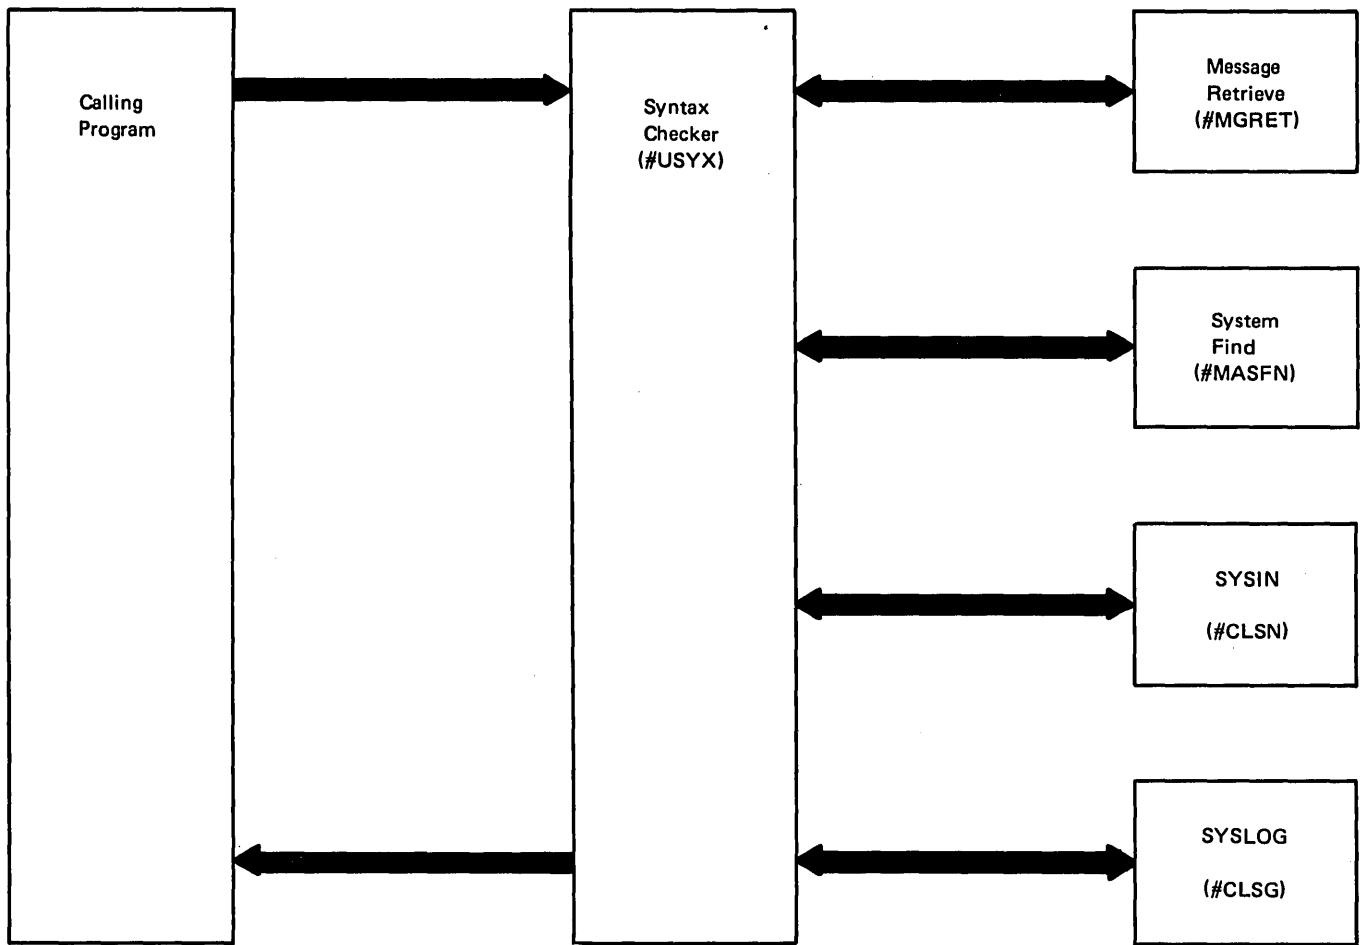 Calling
Program
Syntax
Checker
(#USYX)
Message
Retrieve
(#MGRET)
System
Find
(#MASFN)
SYSIN
(#CLSN)
SYSLOG
(#CLSG)